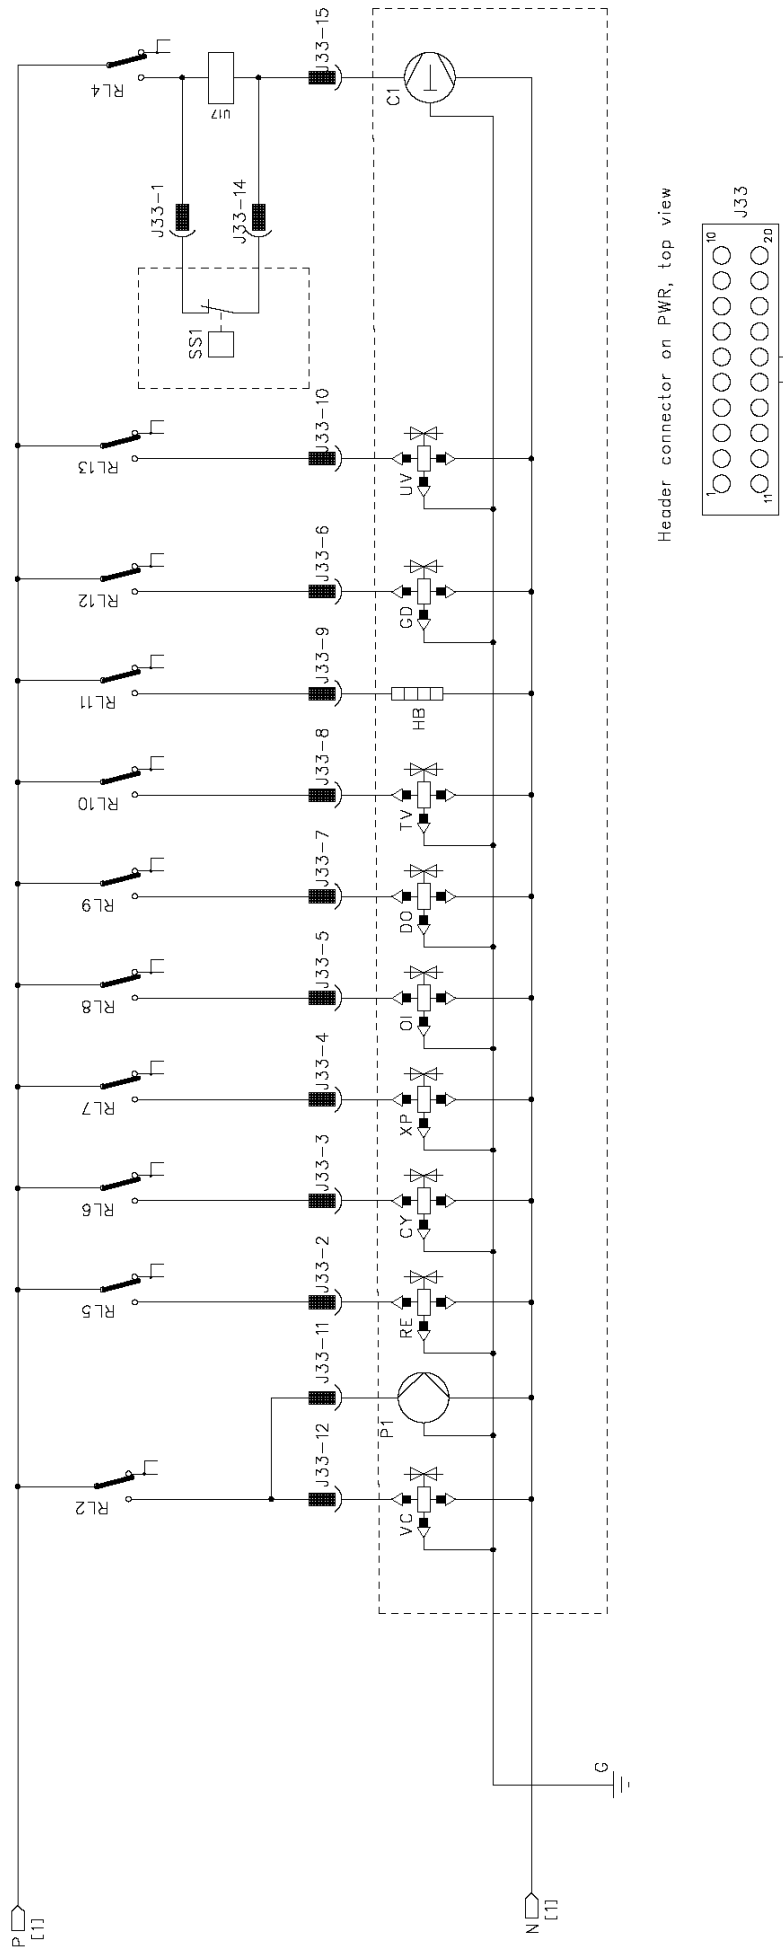 P
[1]
N
[1]
G
RL2
J33-12
VC
J33-11
P1
RL5
J33-2
RE
RL6
J33-3
CY
RL7
J33-4
XP
RL8
J33-5
OI
RL9
J33-7
DO
RL10
J33-8
TV
RL11
J33-9
HB
RL12
J33-6
GD
RL13
J33-10
UV
SS1
J33-1
J33-14
RL4
U17
J33-15
C1
Header connector on PWR, top view
J33
1
10
11
20